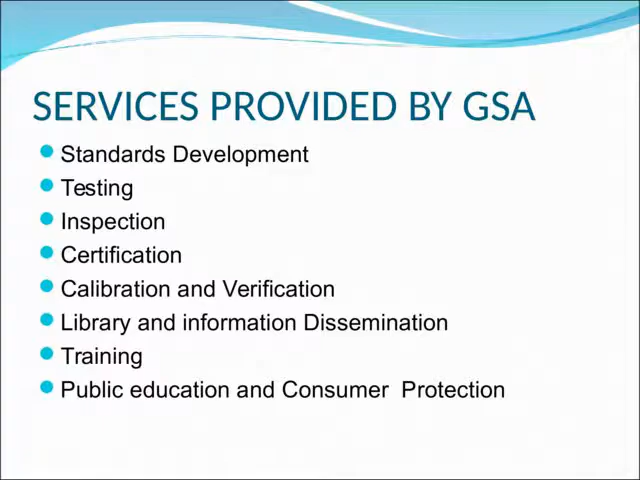 SERVICES PROVIDED BY GSA
Standards Development
Testing
Inspection
Certification
Calibration and Verification
Library and information Dissemination
Training
Public education and Consumer  Protection